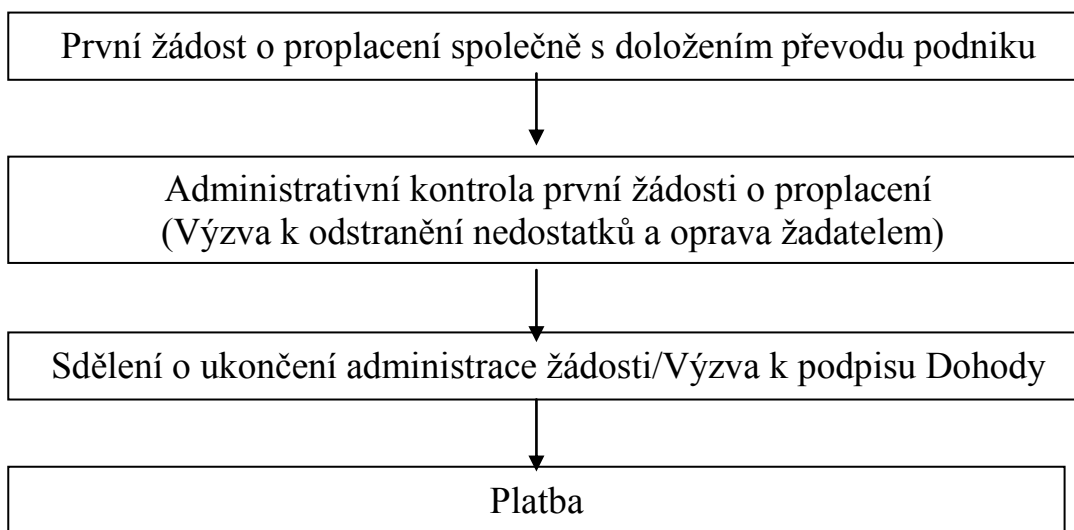 První žádost o proplacení společně s doložením převodu podniku
Administrativní kontrola první žádosti o proplacení
(Výzva k odstranění nedostatků a oprava žadatelem)
Sdělení o ukončení administrace žádosti/Výzva k podpisu Dohody
Platba